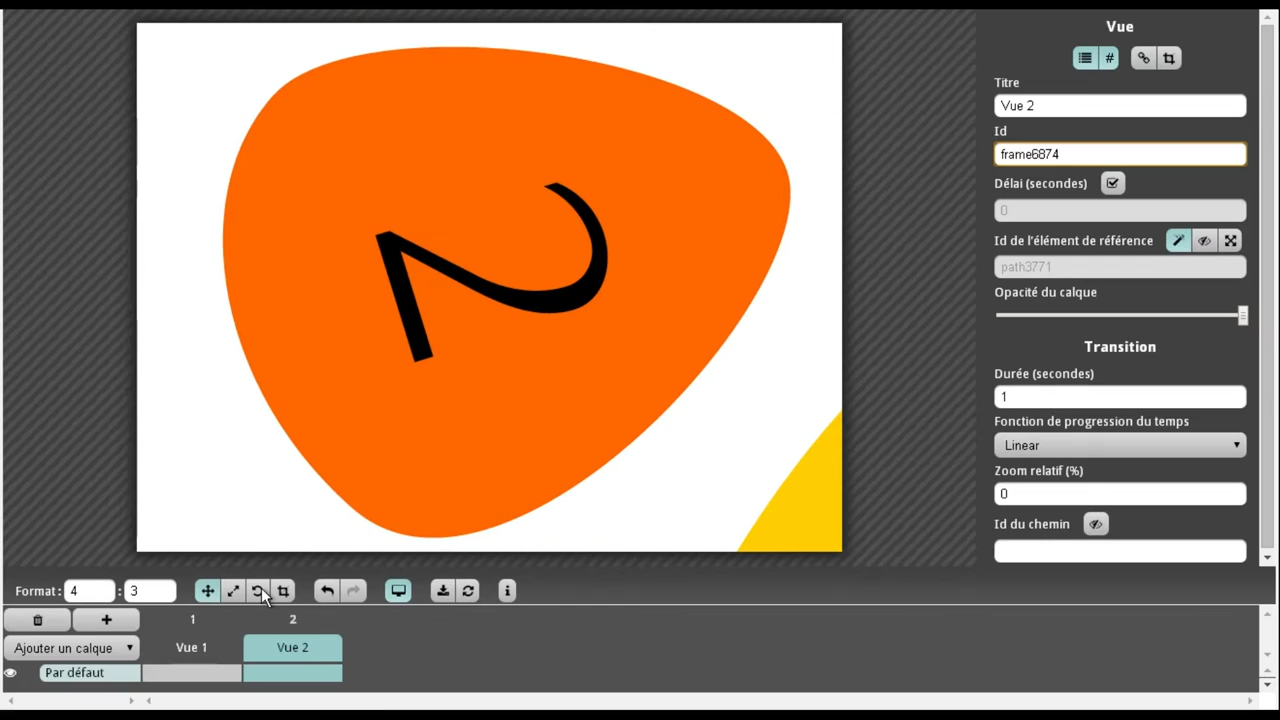 2
Vue
#
Titre
Vue 2
Id
frame6874
Délai (secondes)
0
Id de l'élément de référence
path3771
Opacité du calque
Transition
Durée (secondes)
1
Fonction de progression du temps
Linear
Zoom relatif (%)
0
Id du chemin
Format : 4 : 3
1 2
Ajouter un calque Vue 1 Vue 2
Par défaut